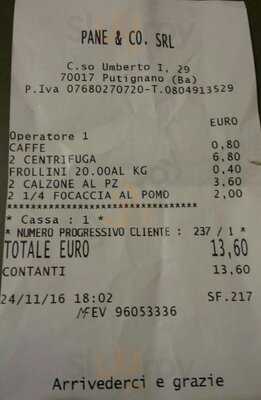 PANE & CO. SRL
C.so Umberto I, 29
70017 Putignano (Ba)
P.Iva 07680270720-T.0804913529
EURO
Operatore 1
CAFFE 0,80
2 CENTRIFUGA 6,80
FROLLINI 20.00AL KG 0,40
2 CALZONE AL PZ 3,60
2 1/4 FOCACCIA AL POMO 2,00
**********************************
* Cassa : 1 *
* NUMERO PROGRESSIVO CLIENTE : 237 / 1 *
TOTALE EURO 13,60
CONTANTI 13,60
24/11/16 18:02 SF.217
MFEV 96053336
Arrivederci e grazie